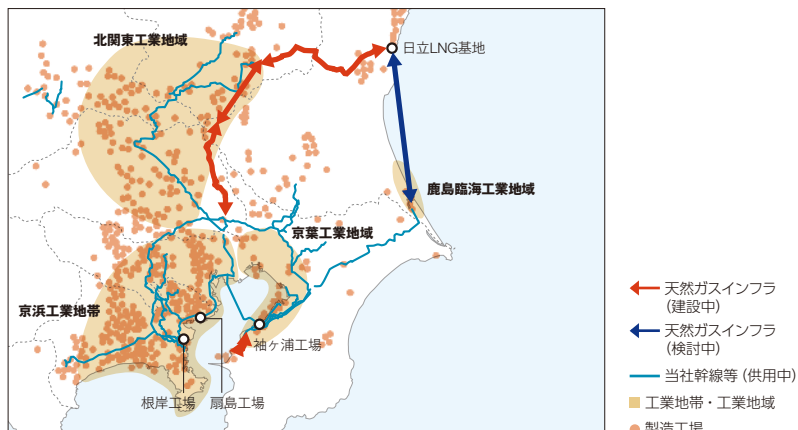 北関東工業地域
日立LNG基地
鹿島臨海工業地域
京葉工業地域
京浜工業地帯
袖ヶ浦工場
根岸工場
扇島工場
天然ガスインフラ
(建設中)
天然ガスインフラ
(検討中)
当社幹線等(供用中)
工業地帯・工業地域
製造工場